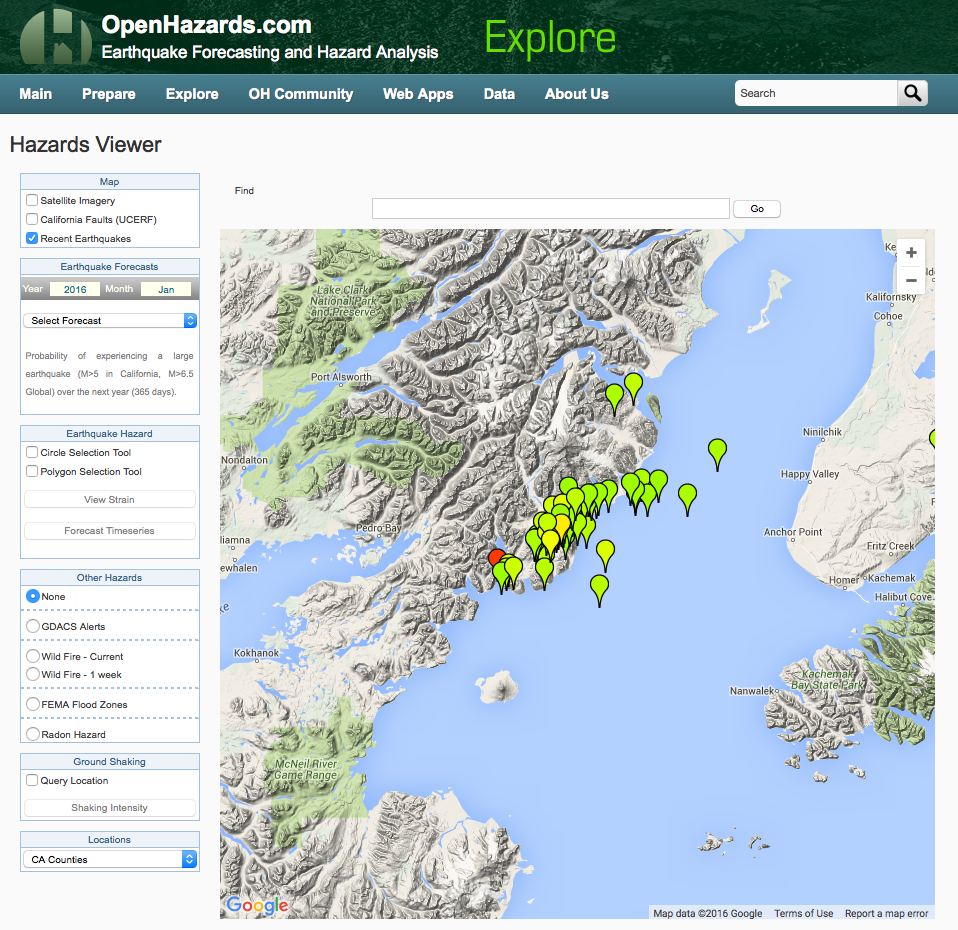 OpenHazards.com
Earthquake Forecasting and Hazard Analysis
Explore
Main Prepare Explore OH Community Web Apps Data About Us Search
Hazards Viewer
Map
Satellite Imagery
California Faults (UCERF)
Recent Earthquakes
Earthquake Forecasts
Year 2016 Month Jan
Select Forecast
Probability of experiencing a large
earthquake (M>5 in California, M>6.5
Global) over the next year (365 days).
Earthquake Hazard
Circle Selection Tool
Polygon Selection Tool
View Strain
Forecast Timeseries
Other Hazards
None
GDACS Alerts
Wild Fire - Current
Wild Fire - 1 week
FEMA Flood Zones
Radon Hazard
Ground Shaking
Query Location
Shaking Intensity
Locations
CA Counties
Find
Go
Ke
+
−
Kalifornsky
Cohoe
Lake Clark
National Park
and Preserve
Port Alsworth
Ninilchik
Nondalton
Happy Valley
Pedro Bay
Anchor Point
liamna
Fritz Creek
ewhalen
Homer
Kachemak
Halibut Cove
ke
Kokhanok
Kachemak
Bay State Park
Nanwalek
McNeil River
Game Range
Google
Map data ©2016 Google Terms of Use Report a map error